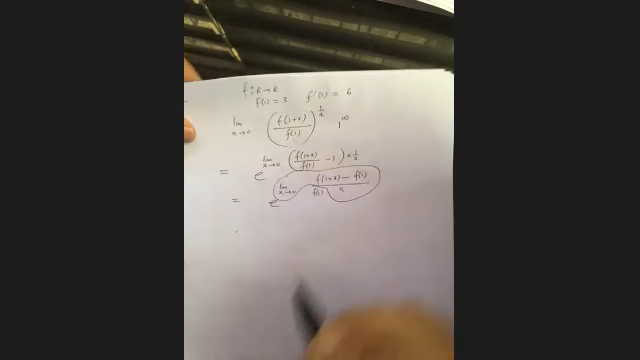 f : R → R
f(1) = 3 f'(1) = 6
lim x→0 (f(1+x) / f(1))^(1/x) 1^∞
= e^(lim x→0 (f(1+x) / f(1) - 1) × 1/x)
= e^(lim x→0 (f(1+x) - f(1)) / (f(1) x))